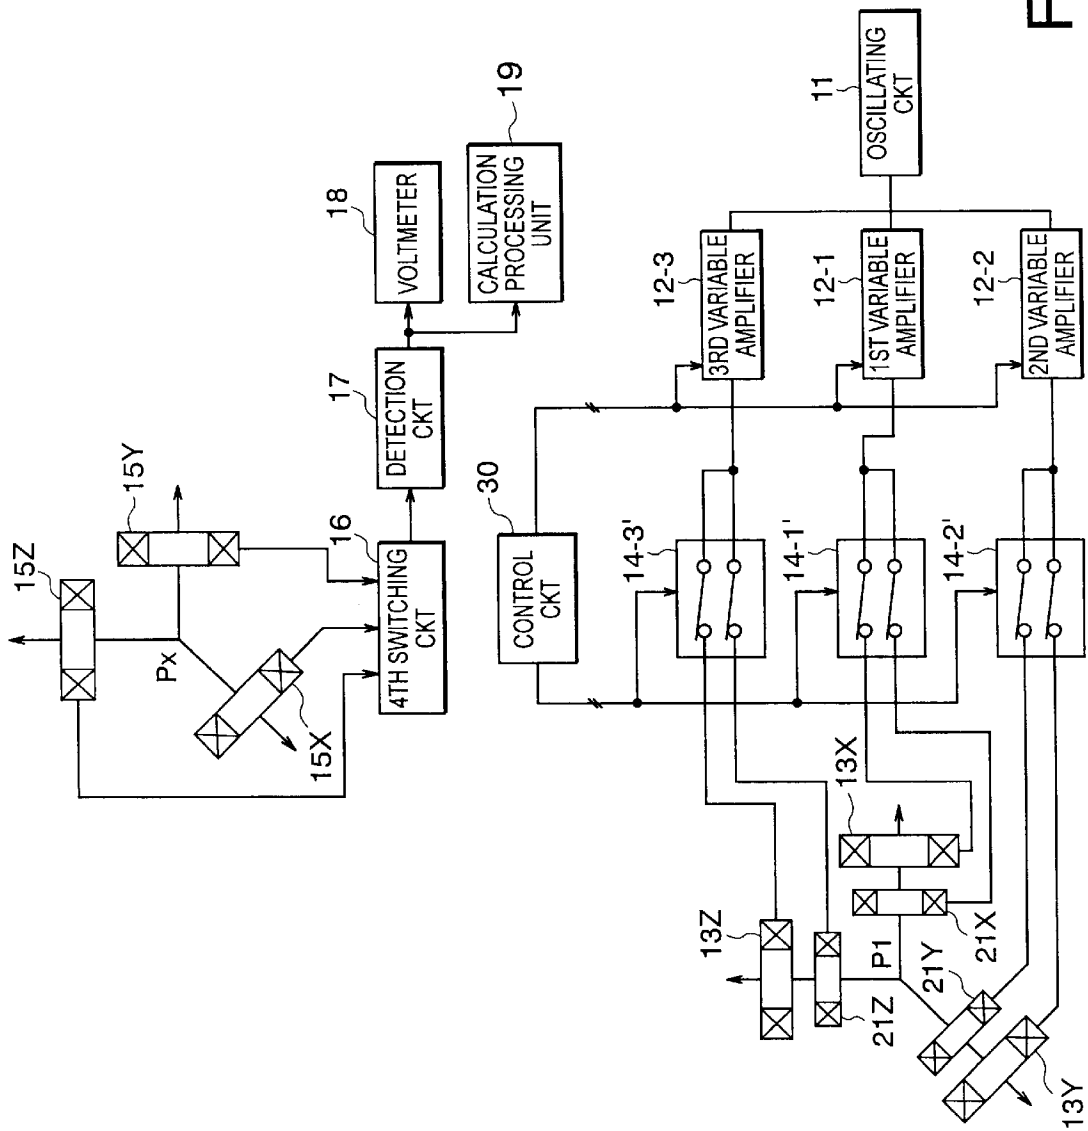 F
15Z
15Y
Px
15X
16
4TH SWITCHING
CKT
17
DETECTION
CKT
18
VOLTMETER
19
CALCULATION
PROCESSING
UNIT
30
CONTROL
CKT
14-3'
14-1'
14-2'
12-3
3RD VARIABLE
AMPLIFIER
12-1
1ST VARIABLE
AMPLIFIER
12-2
2ND VARIABLE
AMPLIFIER
11
OSCILLATING
CKT
13Z
21Z
P1
13X
21X
21Y
13Y